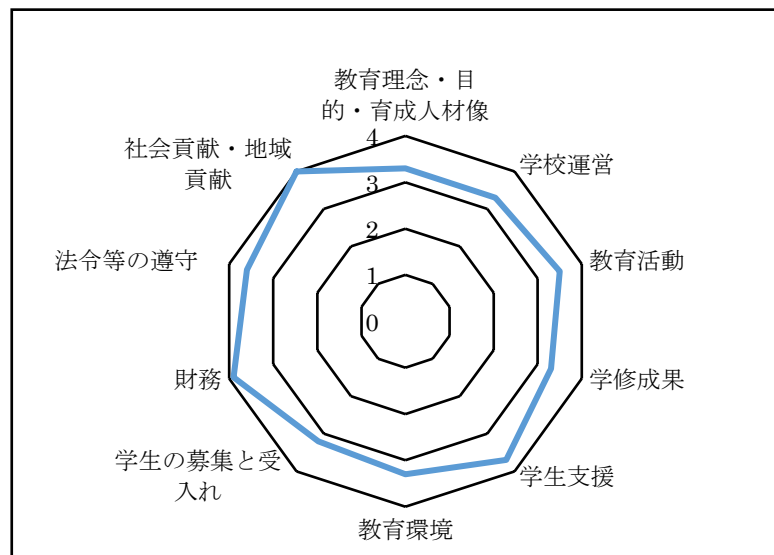 教育理念・目
的・育成人材像
学校運営
教育活動
学修成果
学生支援
教育環境
学生の募集と受
入れ
財務
法令等の遵守
社会貢献・地域
貢献
4
3
2
1
0